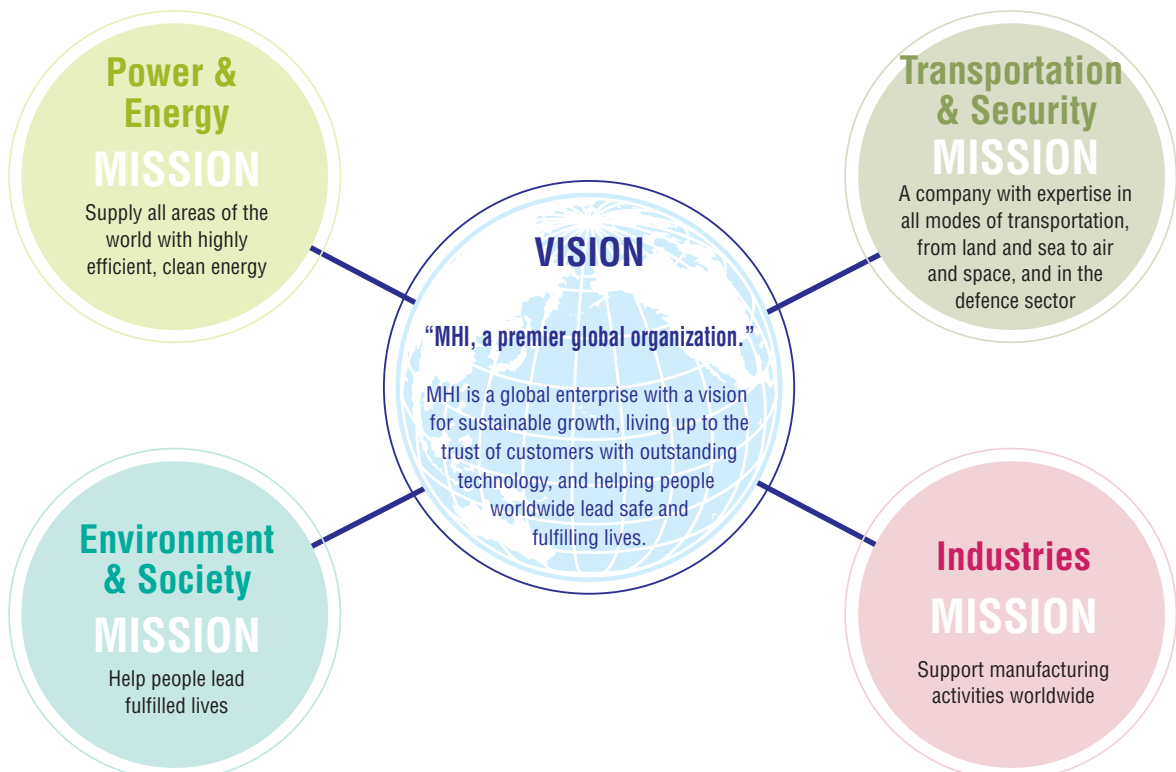 Power &
Energy
MISSION
Supply all areas of the
world with highly
efficient, clean energy
Transportation
& Security
MISSION
A company with expertise in
all modes of transportation,
from land and sea to air
and space, and in the
defence sector
VISION
“MHI, a premier global organization.”
MHI is a global enterprise with a vision
for sustainable growth, living up to the
trust of customers with outstanding
technology, and helping people
worldwide lead safe and
fulfilling lives.
Environment
& Society
MISSION
Help people lead
fulfilled lives
Industries
MISSION
Support manufacturing
activities worldwide